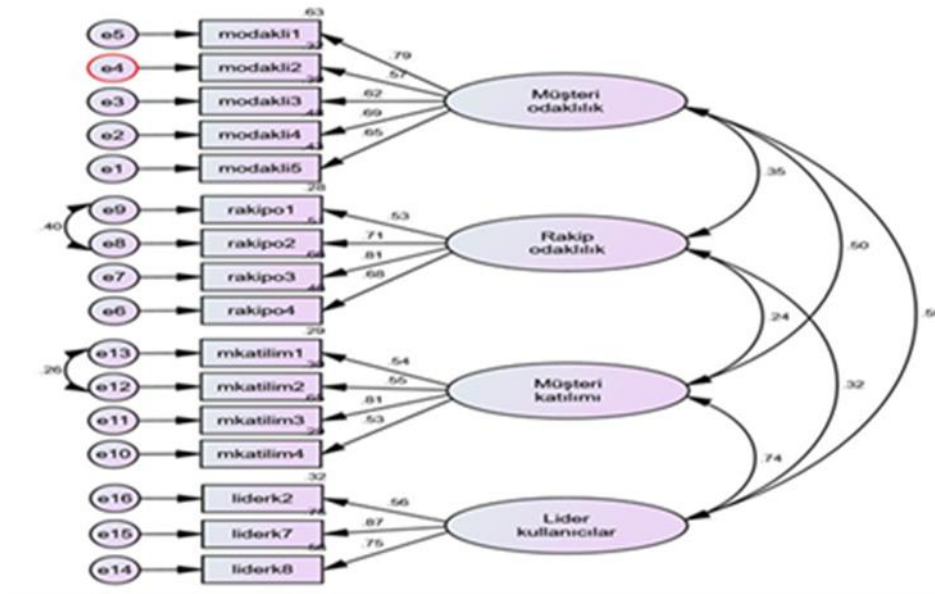 .63
e5 modakli1 .79
e4 modakli2 .57
e3 modakli3 .62
e2 modakli4 .69
e1 modakli5 .65
Müşteri
odaklılık
.35
.50
.28
e9 rakipo1 .53
.40
e8 rakipo2 .71
e7 rakipo3 .81
e6 rakipo4 .68
Rakip
odaklılık
.24
.32
.29
e13 mkatilim1 .54
.26
e12 mkatilim2 .55
e11 mkatilim3 .81
e10 mkatilim4 .53
Müşteri
katılımı
.74
.32
e16 liderk2 .56
e15 liderk7 .87
e14 liderk8 .75
Lider
kullanıcılar